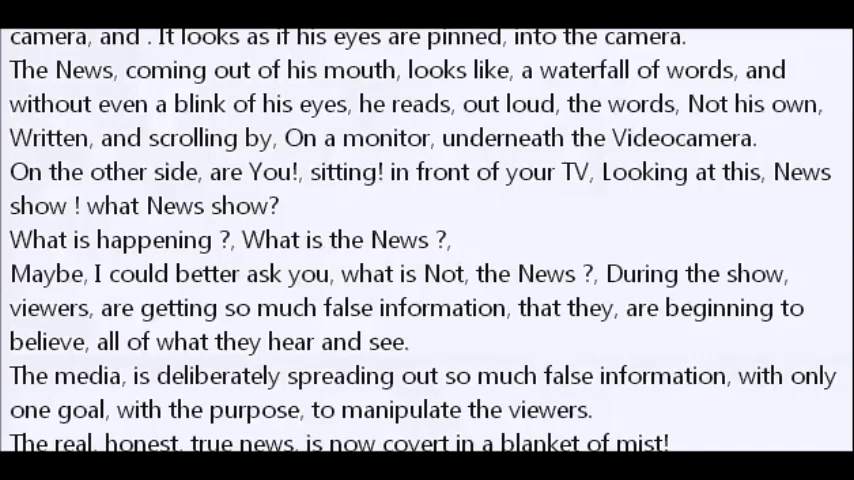 camera, and . It looks as if his eyes are pinned, into the camera.
The News, coming out of his mouth, looks like, a waterfall of words, and
without even a blink of his eyes, he reads, out loud, the words, Not his own,
Written, and scrolling by, On a monitor, underneath the Videocamera.
On the other side, are You!, sitting! in front of your TV, Looking at this, News
show ! what News show?
What is happening ?, What is the News ?,
Maybe, I could better ask you, what is Not, the News ?, During the show,
viewers, are getting so much false information, that they, are beginning to
believe, all of what they hear and see.
The media, is deliberately spreading out so much false information, with only
one goal, with the purpose, to manipulate the viewers.
The real, honest, true news, is now covert in a blanket of mist!